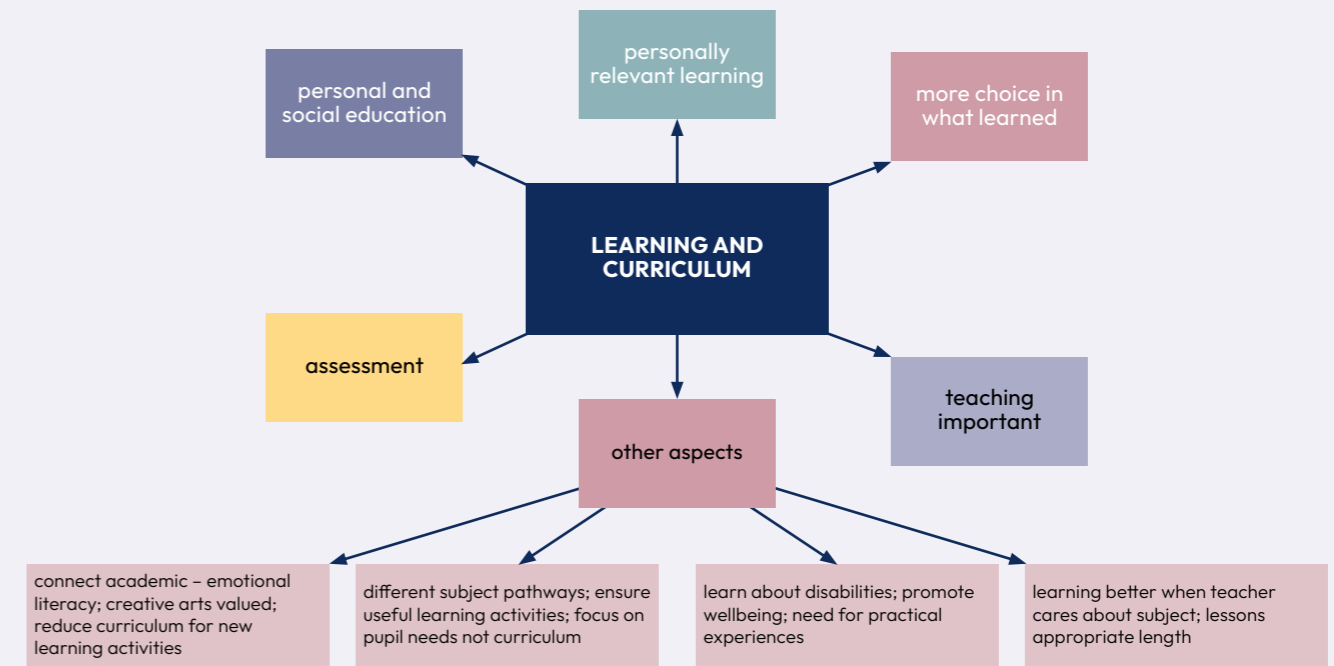 personally
relevant learning
personal and
social education
more choice in
what learned
LEARNING AND
CURRICULUM
assessment
teaching
important
other aspects
connect academic – emotional
literacy; creative arts valued;
reduce curriculum for new
learning activities
different subject pathways; ensure
useful learning activities; focus on
pupil needs not curriculum
learn about disabilities; promote
wellbeing; need for practical
experiences
learning better when teacher
cares about subject; lessons
appropriate length